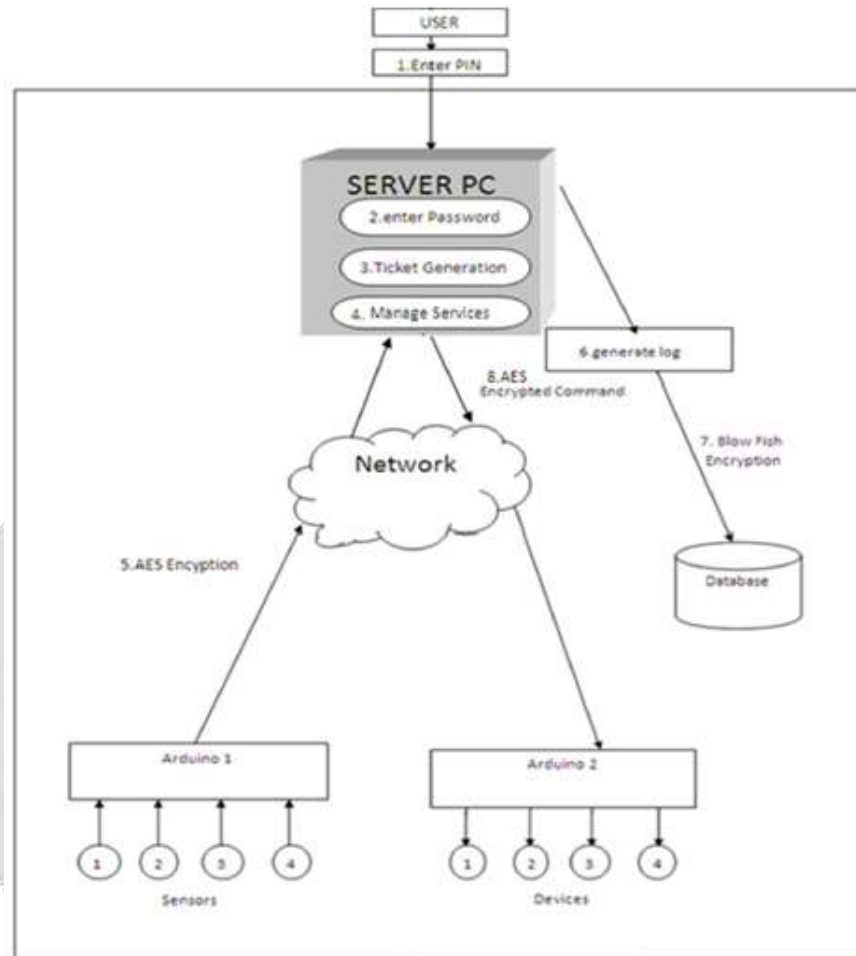 USER
1.Enter PIN
SERVER PC
2.enter Password
3.Ticket Generation
4. Manage Services
6.generate log
8.AES
Encrypted Command
7. Blow Fish
Encryption
Network
5.AES Encyption
Database
Arduino 1
Arduino 2
1 2 3 4
1 2 3 4
Sensors
Devices